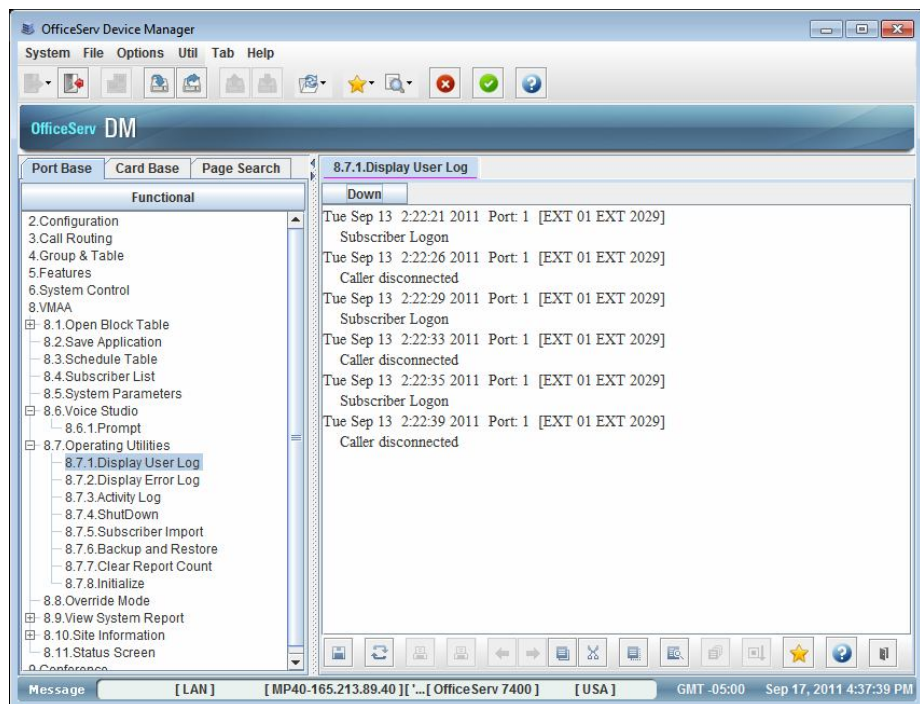 OfficeServ Device Manager
System File Options Util Tab Help
OfficeServ DM
Port Base Card Base Page Search
Functional
2.Configuration
3.Call Routing
4.Group & Table
5.Features
6.System Control
8.VMAA
8.1.Open Block Table
8.2.Save Application
8.3.Schedule Table
8.4.Subscriber List
8.5.System Parameters
8.6.Voice Studio
8.6.1.Prompt
8.7.Operating Utilities
8.7.1.Display User Log
8.7.2.Display Error Log
8.7.3.Activity Log
8.7.4.ShutDown
8.7.5.Subscriber Import
8.7.6.Backup and Restore
8.7.7.Clear Report Count
8.7.8.Initialize
8.8.Override Mode
8.9.View System Report
8.10.Site Information
8.11.Status Screen
9.Conference
8.7.1.Display User Log
Down
Tue Sep 13 2:22:21 2011 Port: 1 [EXT 01 EXT 2029]
Subscriber Logon
Tue Sep 13 2:22:26 2011 Port: 1 [EXT 01 EXT 2029]
Caller disconnected
Tue Sep 13 2:22:29 2011 Port: 1 [EXT 01 EXT 2029]
Subscriber Logon
Tue Sep 13 2:22:33 2011 Port: 1 [EXT 01 EXT 2029]
Caller disconnected
Tue Sep 13 2:22:35 2011 Port: 1 [EXT 01 EXT 2029]
Subscriber Logon
Tue Sep 13 2:22:39 2011 Port: 1 [EXT 01 EXT 2029]
Caller disconnected
Message [LAN] [MP40-165.213.89.40]['...[OfficeServ 7400] [USA] GMT -05:00 Sep 17, 2011 4:37:39 PM